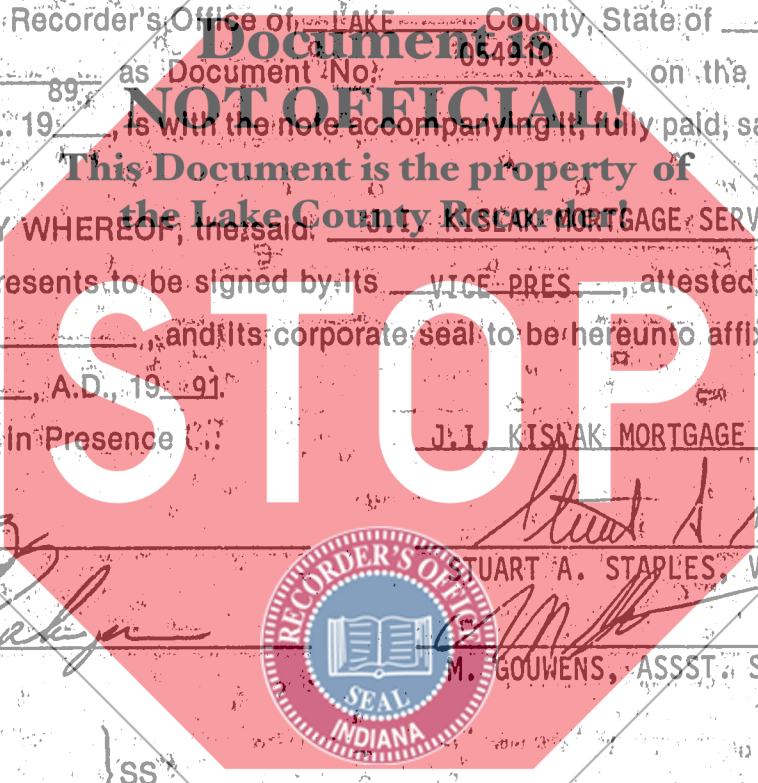 Recorder's Office of LAKE County, State of
Document is
054910
as Document No. , on the
89
NOT OFFICIAL!
19 , is with the note accompanying it, fully paid, sa
This Document is the property of
the Lake County Recorder!
WHEREOF, the said J.I. KISLAK MORTGAGE SERV
resents to be signed by its VICE PRES. , attested
, and its corporate seal to be hereunto affix
STOP
, A.D., 19 91.
in Presence
J.I. KISLAK MORTGAGE
STUART A. STAPLES, V
RECORDER'S OFFICE
M. GOUWENS, ASSST. S
SEAL
INDIANA
SS